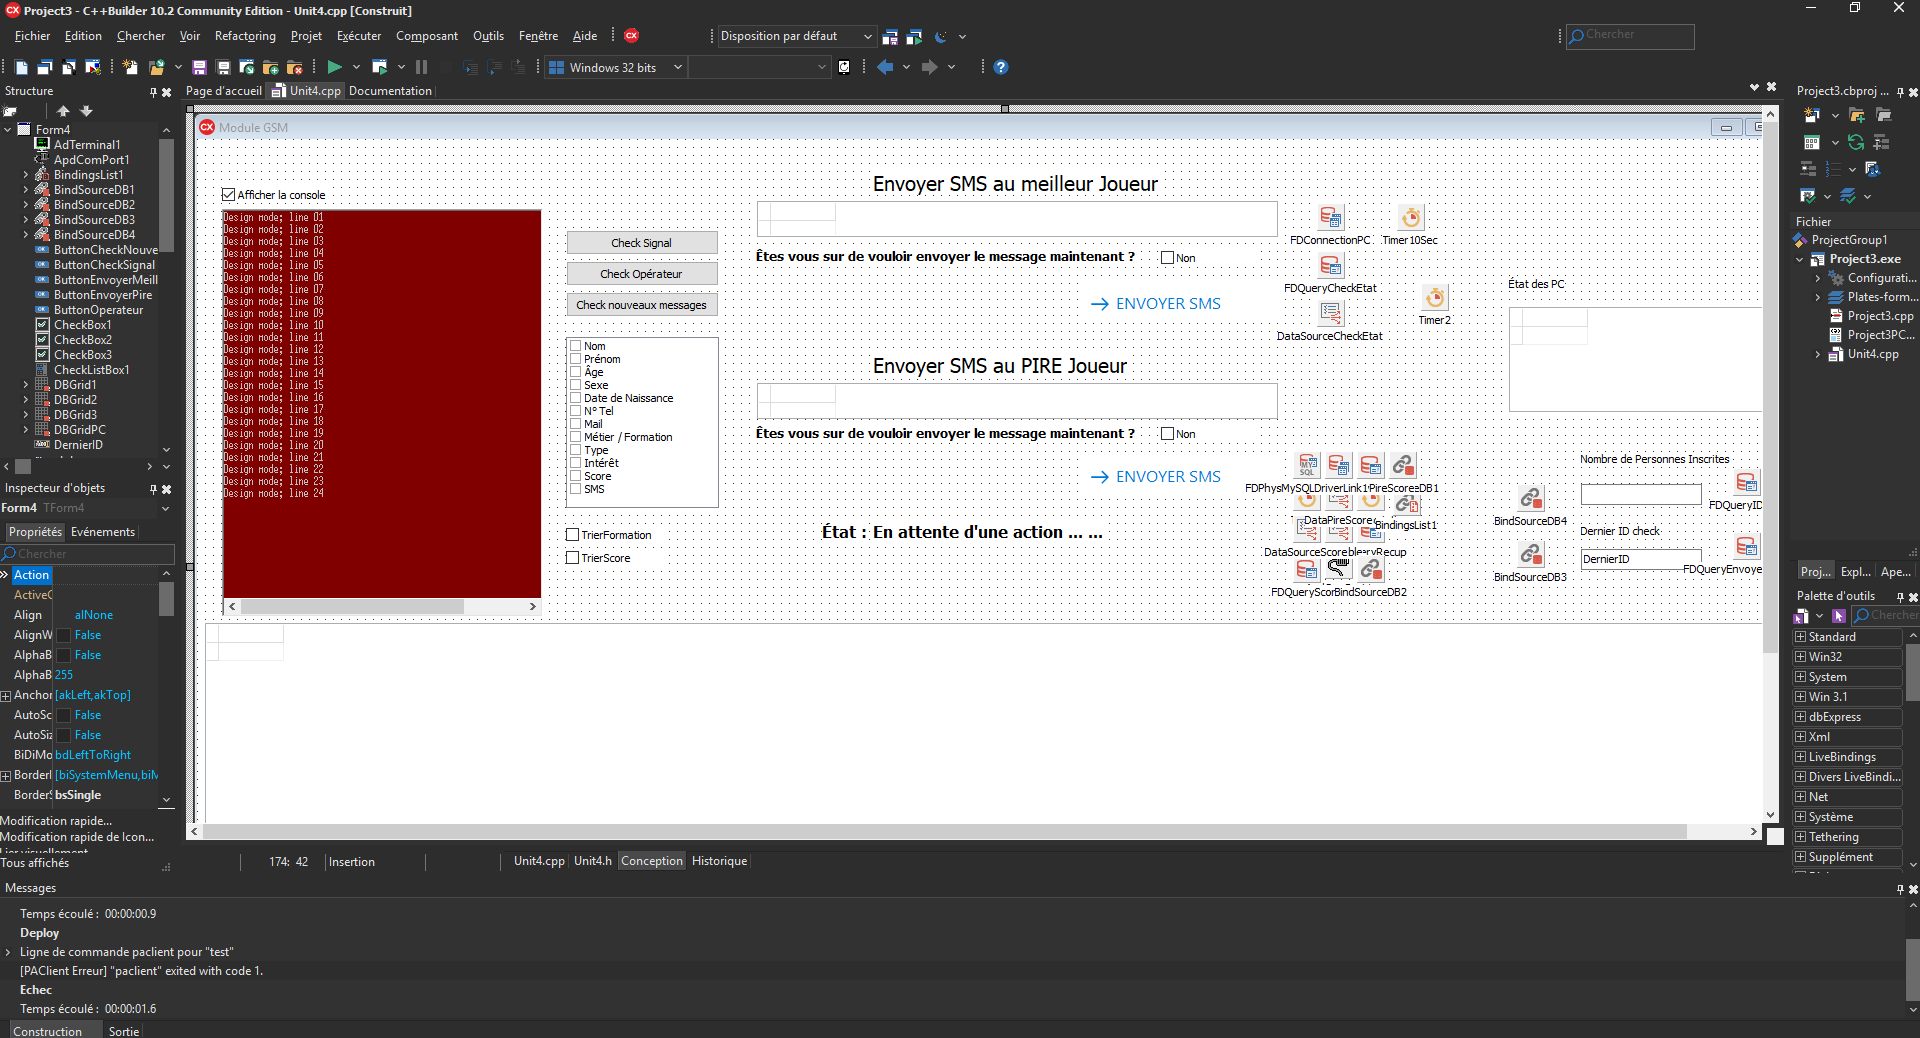 Project3 - C++Builder 10.2 Community Edition - Unit4.cpp [Construit]
Fichier Edition Chercher Voir Refactoring Projet Exécuter Composant Outils Fenêtre Aide
Disposition par défaut
Chercher
Windows 32 bits
Structure
Page d'accueil Unit4.cpp Documentation
Form4
AdTerminal1
ApdComPort1
BindingsList1
BindSourceDB1
BindSourceDB2
BindSourceDB3
BindSourceDB4
ButtonCheckNouve
ButtonCheckSignal
ButtonEnvoyerMeill
ButtonEnvoyerPire
ButtonOperateur
CheckBox1
CheckBox2
CheckBox3
CheckListBox1
DBGrid1
DBGrid2
DBGrid3
DBGridPC
DernierID
Inspecteur d'objets
Form4 TForm4
Propriétés Evénements
Chercher
Action
ActiveC
Align alNone
AlignW False
AlphaB False
AlphaB 255
Anchor [akLeft,akTop]
AutoSc False
AutoSiz False
BiDiMo bdLeftToRight
BorderI [biSystemMenu,biM
BorderS bsSingle
Modification rapide...
Modification rapide de Icon...
Lier visuellement
Tous affichés
Module GSM
Afficher la console
Design mode; line 01
Design mode; line 02
Design mode; line 03
Design mode; line 04
Design mode; line 05
Design mode; line 06
Design mode; line 07
Design mode; line 08
Design mode; line 09
Design mode; line 10
Design mode; line 11
Design mode; line 12
Design mode; line 13
Design mode; line 14
Design mode; line 15
Design mode; line 16
Design mode; line 17
Design mode; line 18
Design mode; line 19
Design mode; line 20
Design mode; line 21
Design mode; line 22
Design mode; line 23
Design mode; line 24
Check Signal
Check Opérateur
Check nouveaux messages
Nom
Prénom
Âge
Sexe
Date de Naissance
N° Tel
Mail
Métier / Formation
Type
Intérêt
Score
SMS
TrierFormation
TrierScore
Envoyer SMS au meilleur Joueur
Êtes vous sur de vouloir envoyer le message maintenant ?
Non
ENVOYER SMS
Envoyer SMS au PIRE Joueur
Êtes vous sur de vouloir envoyer le message maintenant ?
Non
ENVOYER SMS
État : En attente d'une action ... ...
FDConnectionPC
Timer10Sec
FDQueryCheckEtat
Timer2
DataSourceCheckEtat
État des PC
MY SQL
FDPhysMySQLDriverLink1
PireScore
DB1
DataPireScore
BindingsList1
DataSourceScore
Recup
FDQueryScor
BindSourceDB2
Nombre de Personnes Inscrites
FDQueryID
BindSourceDB4
Dernier ID check
DernierID
BindSourceDB3
FDQueryEnvoye
174: 42 Insertion
Unit4.cpp Unit4.h Conception Historique
Project3.cbproj ...
Fichier
ProjectGroup1
Project3.exe
Configurati...
Plates-form...
Project3.cpp
Project3PC...
Unit4.cpp
Proj... Expl... Ape...
Palette d'outils
Chercher
Standard
Win32
System
Win 3.1
dbExpress
Xml
LiveBindings
Divers LiveBindi...
Net
Système
Tethering
Supplément
Messages
Temps écoulé : 00:00:00.9
Deploy
Ligne de commande paclient pour "test"
[PAClient Erreur] "paclient" exited with code 1.
Echec
Temps écoulé : 00:00:01.6
Construction Sortie